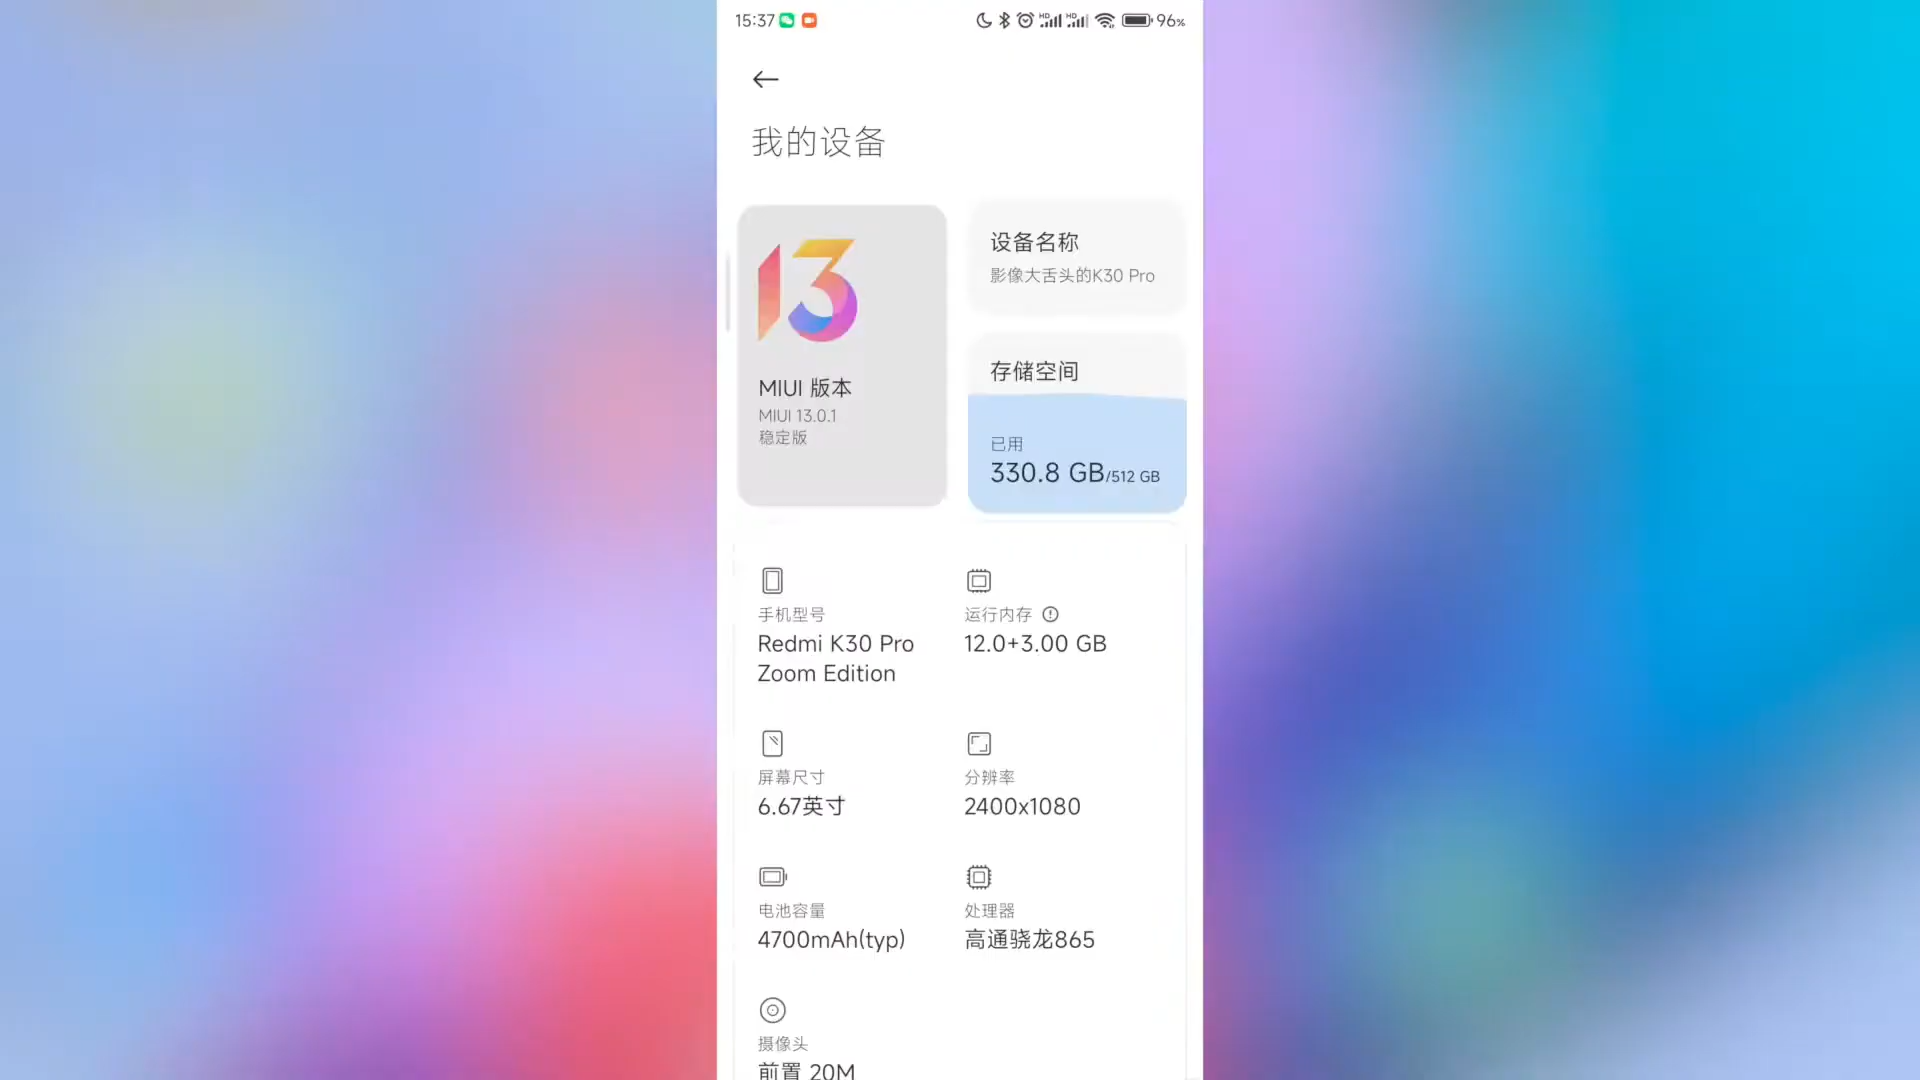 15:37
96%
我的设备
13
MIUI 版本
MIUI 13.0.1
稳定版
设备名称
影像大舌头的K30 Pro
存储空间
已用
330.8 GB/512 GB
手机型号
Redmi K30 Pro
Zoom Edition
运行内存
12.0+3.00 GB
屏幕尺寸
6.67英寸
分辨率
2400x1080
电池容量
4700mAh(typ)
处理器
高通骁龙865
摄像头
前置 20M